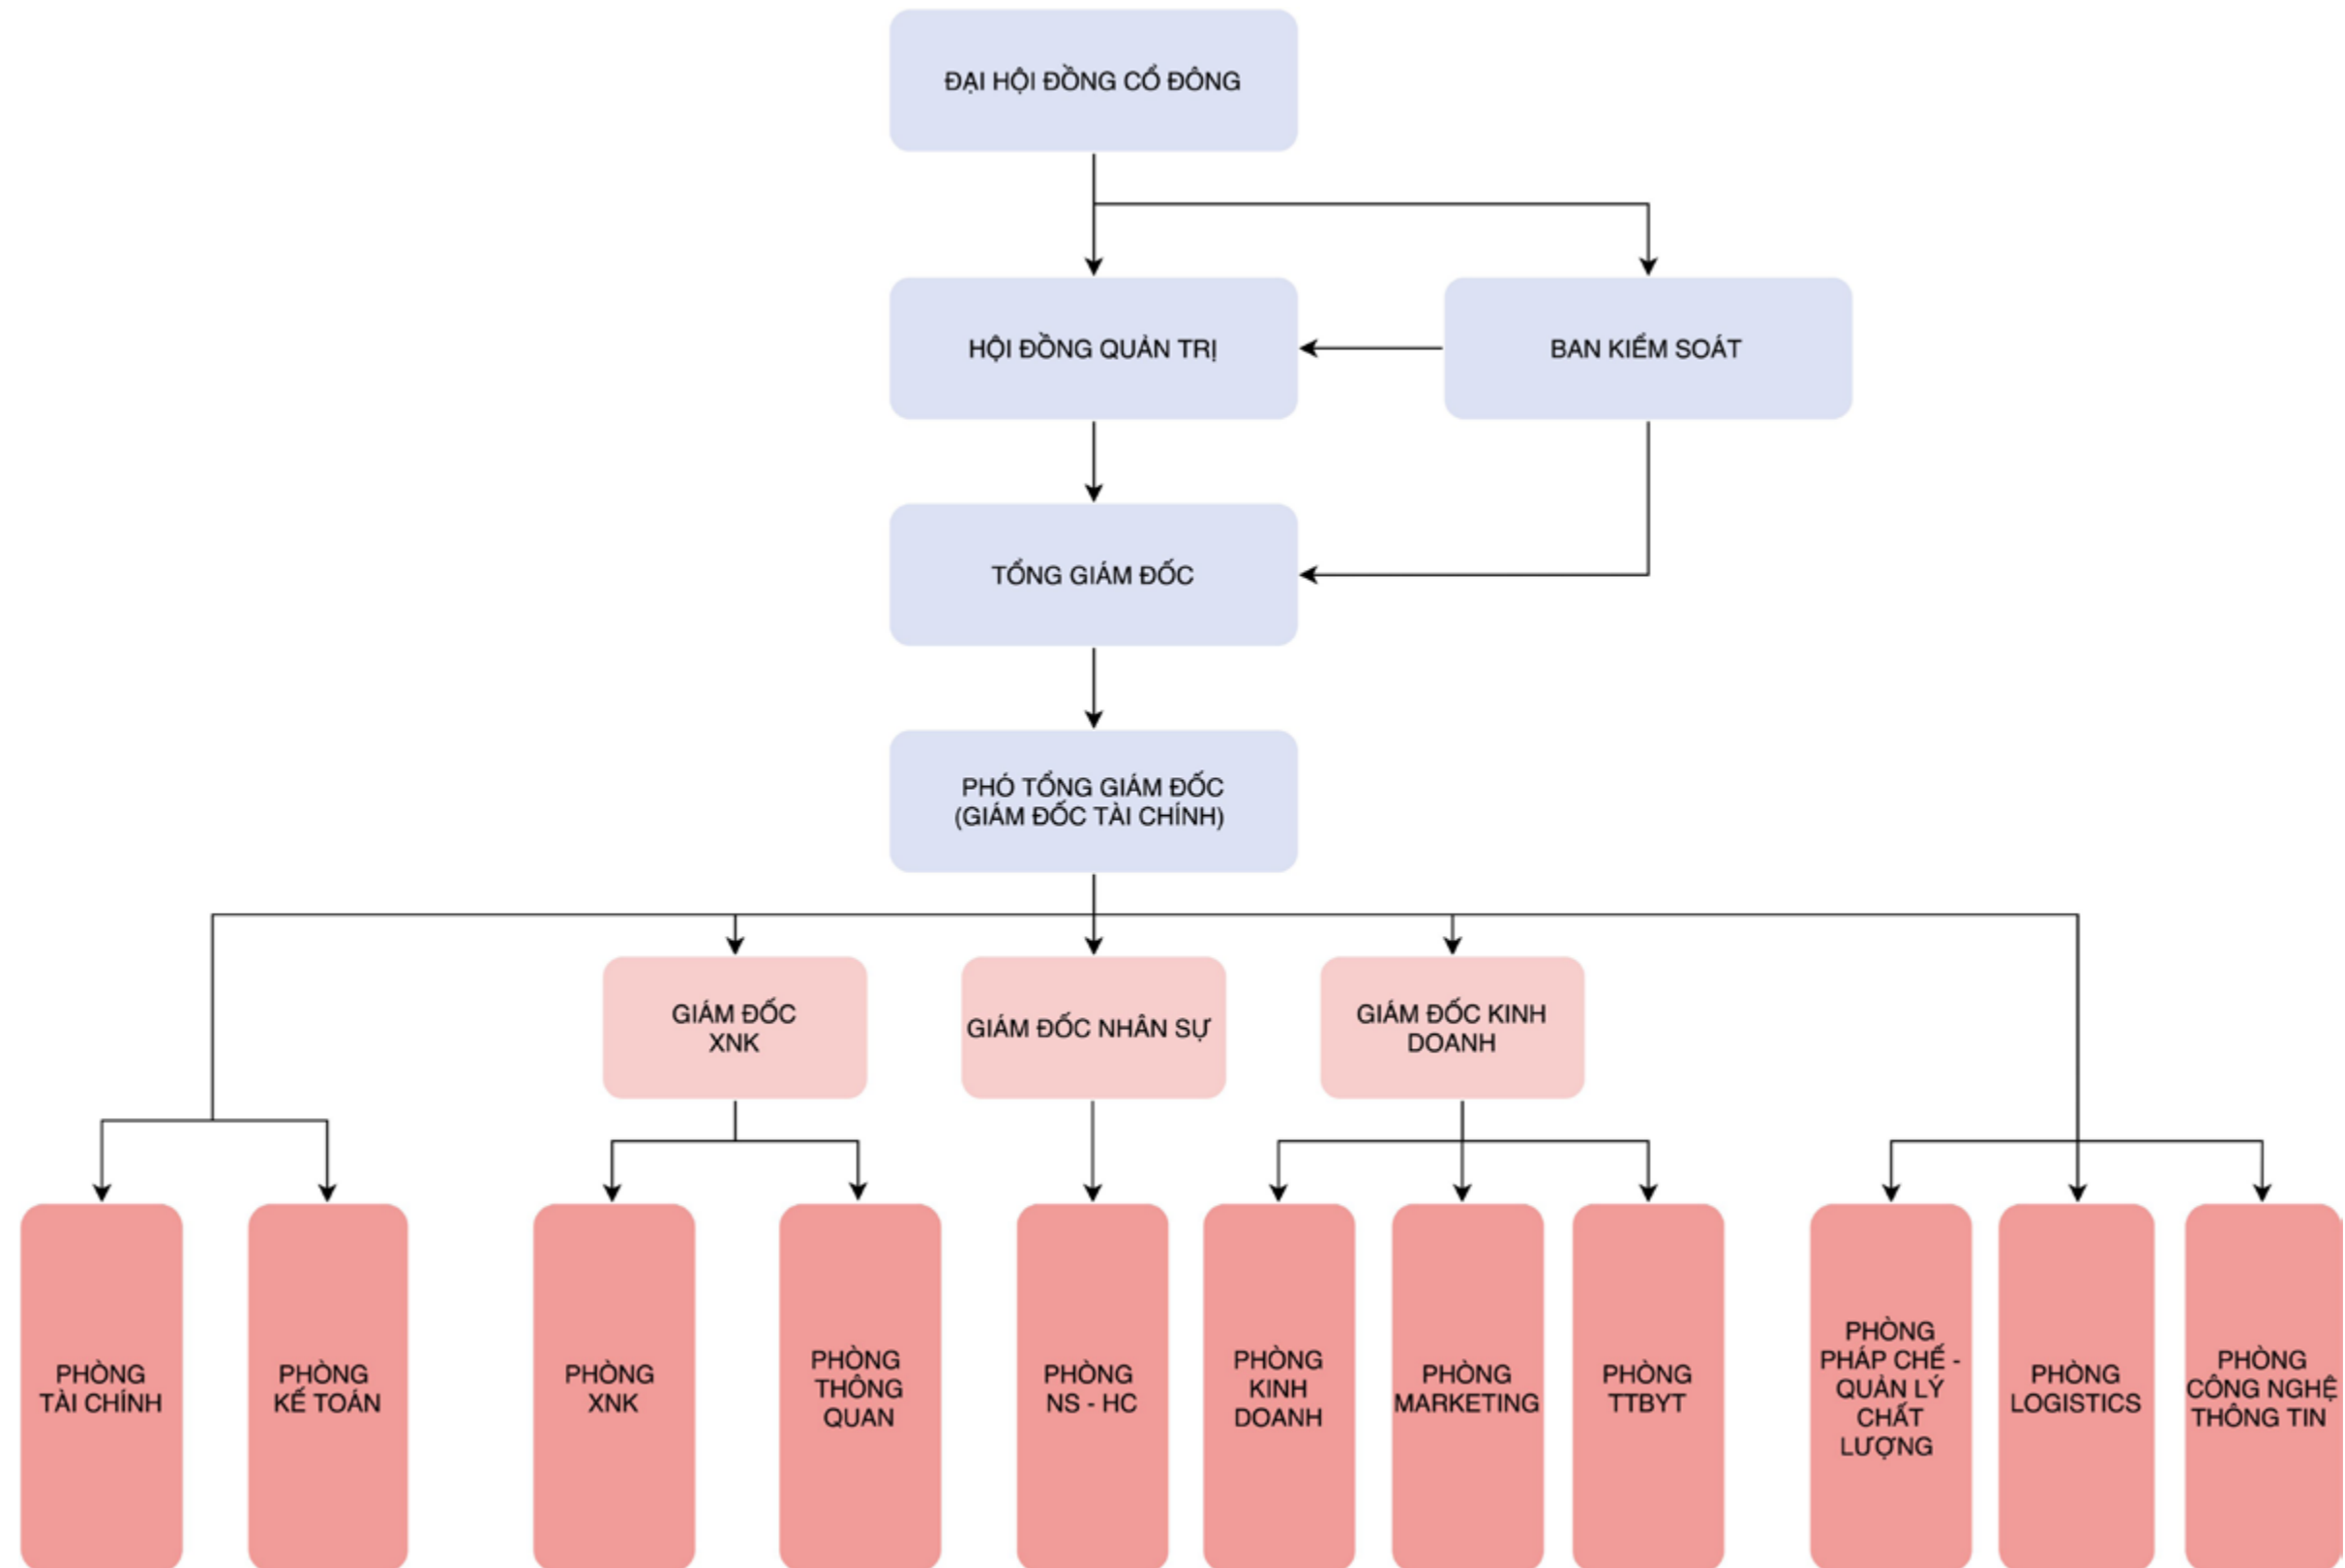 ĐẠI HỘI ĐỒNG CỔ ĐÔNG
HỘI ĐỒNG QUẢN TRỊ
BAN KIỂM SOÁT
TỔNG GIÁM ĐỐC
PHÓ TỔNG GIÁM ĐỐC
(GIÁM ĐỐC TÀI CHÍNH)
GIÁM ĐỐC
XNK
GIÁM ĐỐC NHÂN SỰ
GIÁM ĐỐC KINH
DOANH
PHÒNG
TÀI CHÍNH
PHÒNG
KẾ TOÁN
PHÒNG
XNK
PHÒNG
THÔNG
QUAN
PHÒNG
NS - HC
PHÒNG
KINH
DOANH
PHÒNG
MARKETING
PHÒNG
TTBYT
PHÒNG
PHÁP CHẾ -
QUẢN LÝ
CHẤT
LƯỢNG
PHÒNG
LOGISTICS
PHÒNG
CÔNG NGHỆ
THÔNG TIN